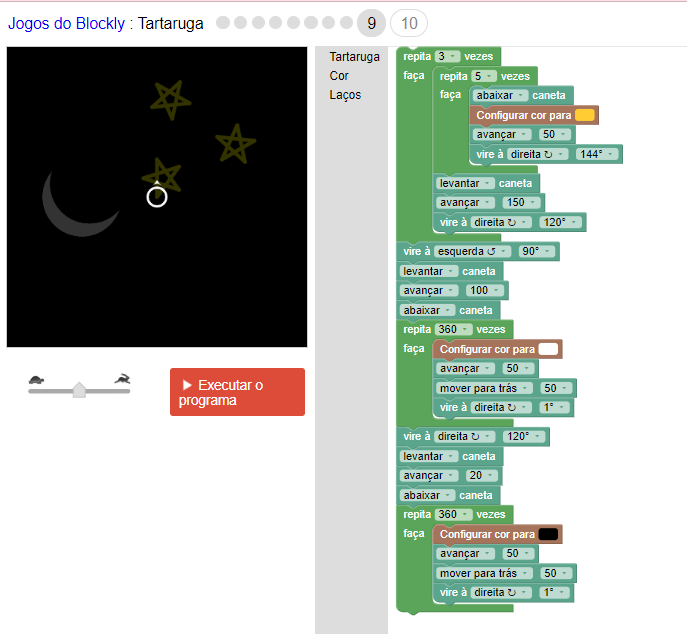 Jogos do Blockly : Tartaruga 9 10
Tartaruga
Cor
Laços
Executar o
programa
repita 3 vezes
faça repita 5 vezes
faça abaixar caneta
Configurar cor para
avançar 50
vire à direita ↻ 144°
levantar caneta
avançar 150
vire à direita ↻ 120°
vire à esquerda ↺ 90°
levantar caneta
avançar 100
abaixar caneta
repita 360 vezes
faça Configurar cor para
avançar 50
mover para trás 50
vire à direita ↻ 1°
vire à direita ↻ 120°
levantar caneta
avançar 20
abaixar caneta
repita 360 vezes
faça Configurar cor para
avançar 50
mover para trás 50
vire à direita ↻ 1°